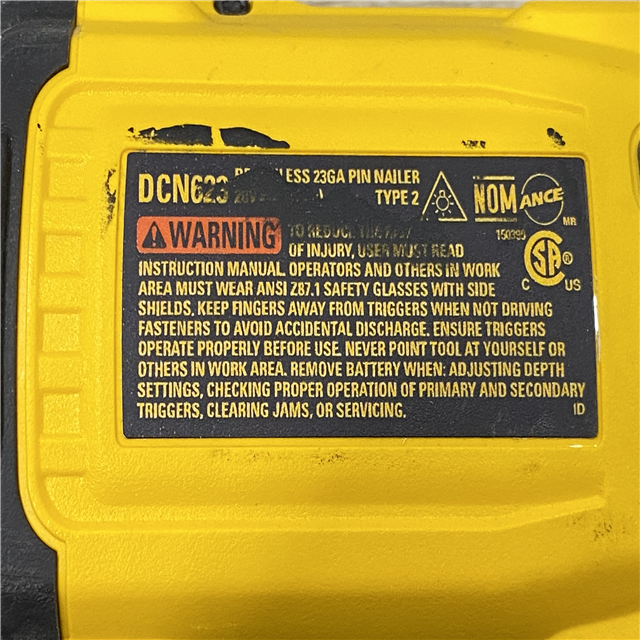 DCN623 LESS 23GA PIN NAILER
TYPE 2
NOM ANCE
MR
WARNING TO REDUCE THE RISK
150395
OF INJURY, USER MUST READ
INSTRUCTION MANUAL. OPERATORS AND OTHERS IN WORK
AREA MUST WEAR ANSI Z87.1 SAFETY GLASSES WITH SIDE
SHIELDS, KEEP FINGERS AWAY FROM TRIGGERS WHEN NOT DRIVING
FASTENERS TO AVOID ACCIDENTAL DISCHARGE. ENSURE TRIGGERS
OPERATE PROPERLY BEFORE USE. NEVER POINT TOOL AT YOURSELF OR
OTHERS IN WORK AREA. REMOVE BATTERY WHEN: ADJUSTING DEPTH
SETTINGS, CHECKING PROPER OPERATION OF PRIMARY AND SECONDARY
TRIGGERS, CLEARING JAMS, OR SERVICING.
CSA ®
C US
ID